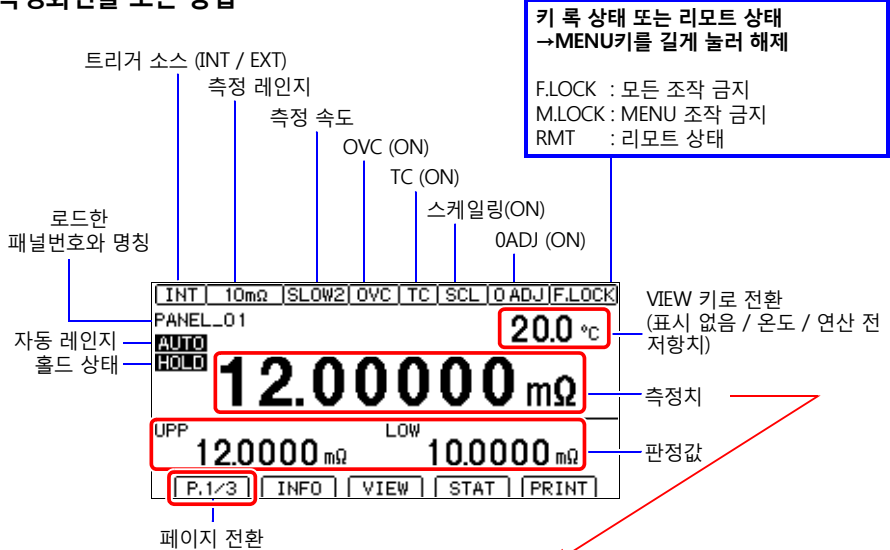 측정화면을 보는 방법
키 록 상태 또는 리모트 상태
→MENU키를 길게 눌러 해제
F.LOCK : 모든 조작 금지
M.LOCK : MENU 조작 금지
RMT : 리모트 상태
트리거 소스 (INT / EXT)
측정 레인지
측정 속도
OVC (ON)
TC (ON)
스케일링(ON)
0ADJ (ON)
로드한
패널번호와 명칭
INT 10mΩ SLOW2 OVC TC SCL 0 ADJ F.LOCK
PANEL_01
20.0 ℃
VIEW 키로 전환
(표시 없음 / 온도 / 연산 전
저항치)
자동 레인지
AUTO
홀드 상태
HOLD
12.00000 mΩ
측정치
UPP
12.0000 mΩ
LOW
10.0000 mΩ
판정값
P.1/3 INFO VIEW STAT PRINT
페이지 전환